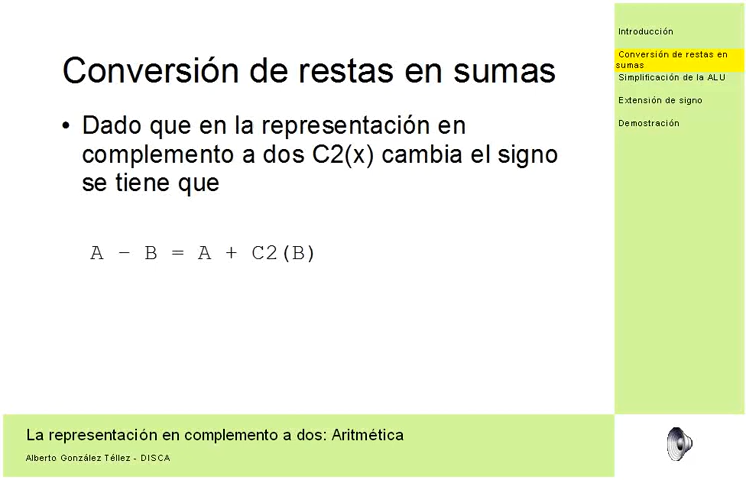 Conversión de restas en sumas
• Dado que en la representación en
complemento a dos C2(x) cambia el signo
se tiene que
A – B = A + C2(B)
Introducción
Conversión de restas en
sumas
Simplificación de la ALU
Extensión de signo
Demostración
La representación en complemento a dos: Aritmética
Alberto González Téllez - DISCA